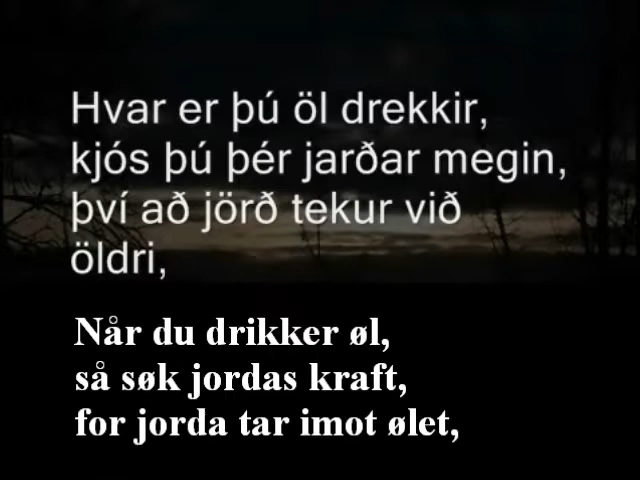 Hvar er þú öl drekkir,
kjós þú þér jarðar megin,
því að jörð tekur við
öldri,
Når du drikker øl,
så søk jordas kraft,
for jorda tar imot ølet,